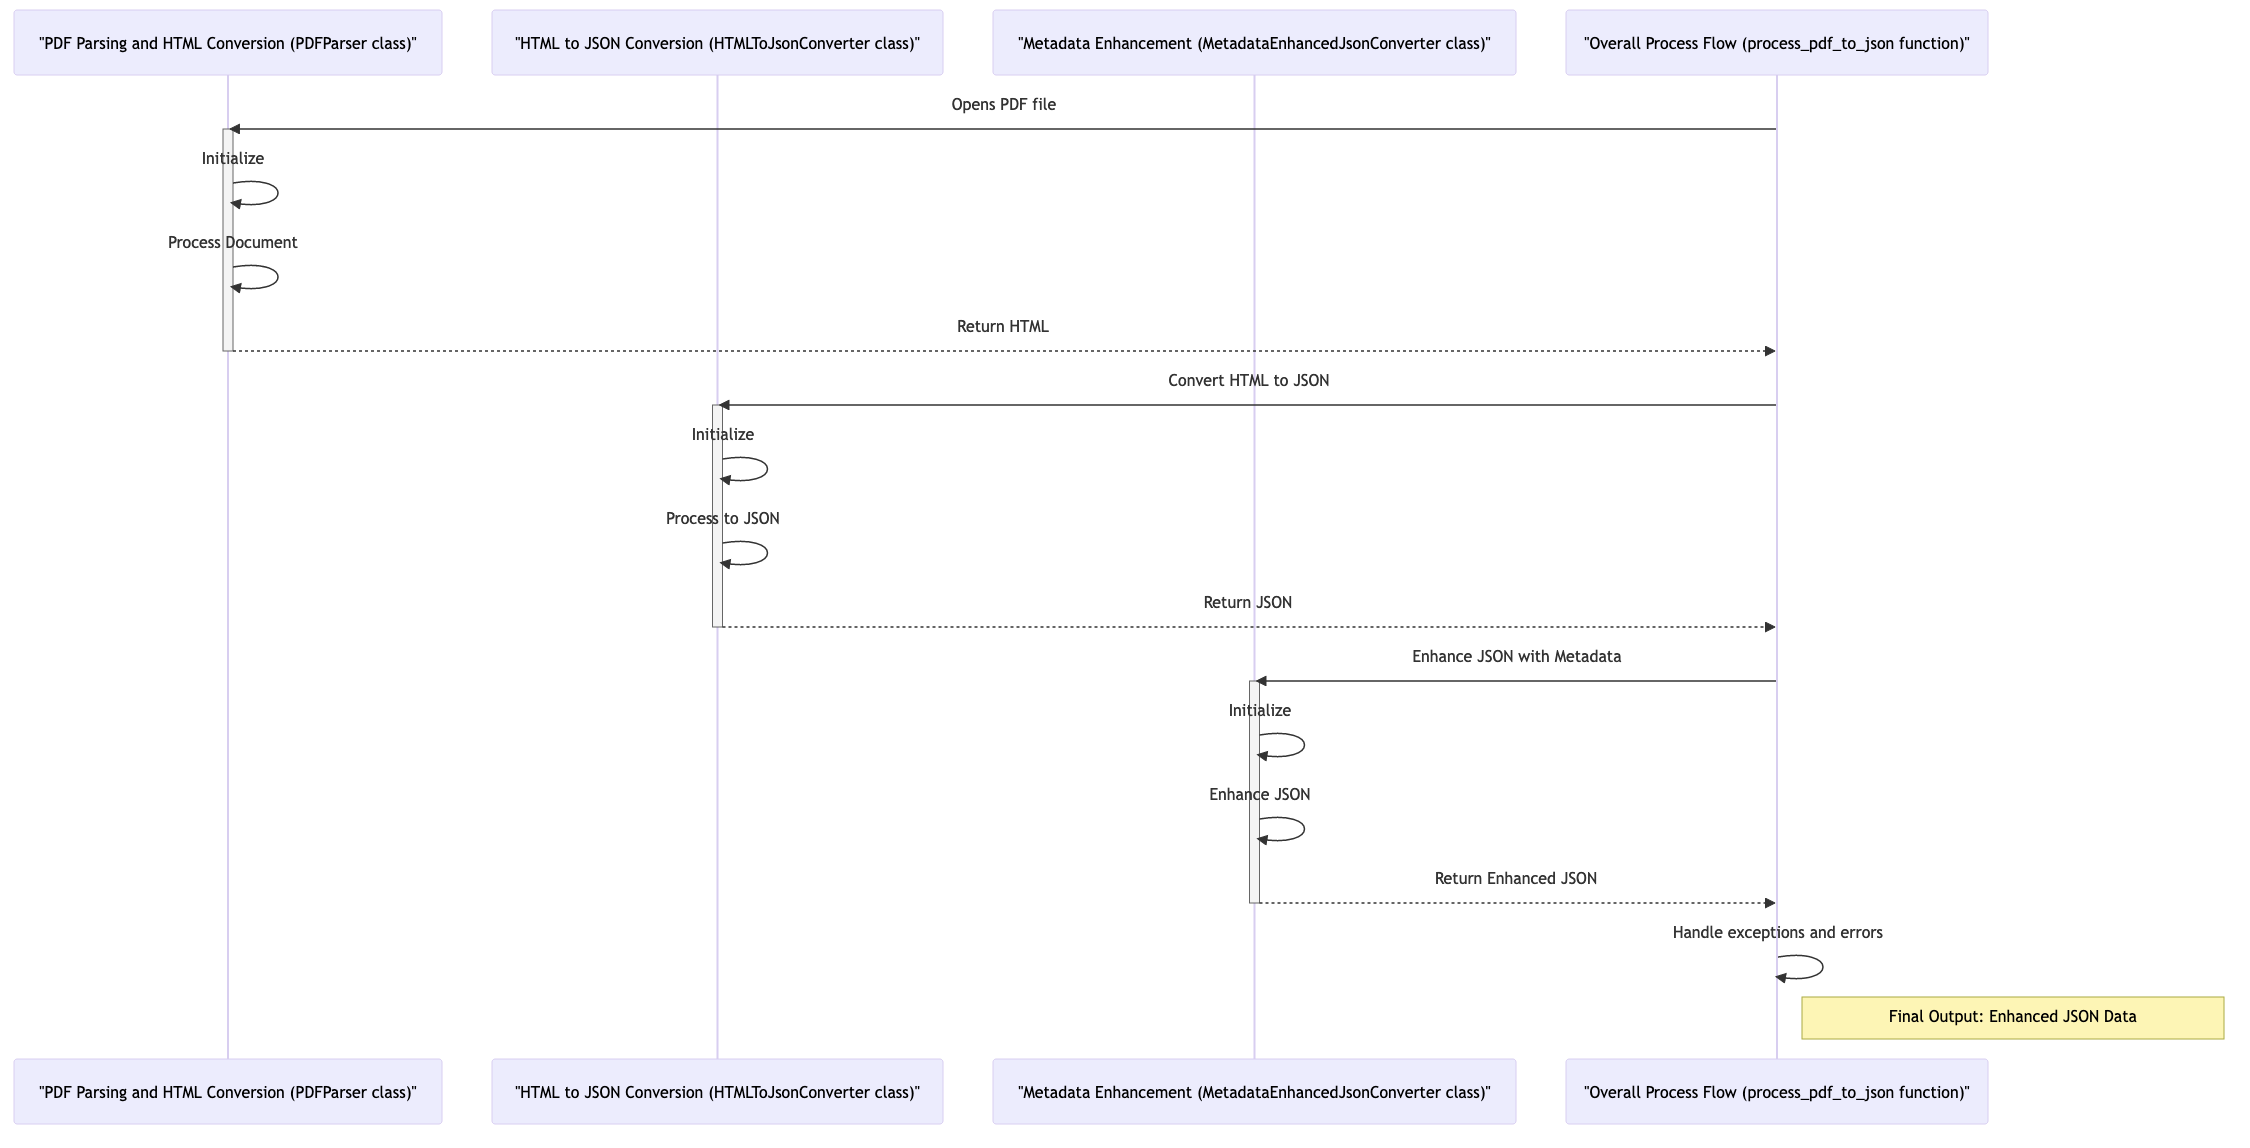 "PDF Parsing and HTML Conversion (PDFParser class)"
"HTML to JSON Conversion (HTMLToJsonConverter class)"
"Metadata Enhancement (MetadataEnhancedJsonConverter class)"
"Overall Process Flow (process_pdf_to_json function)"
Opens PDF file
Initialize
Process Document
Return HTML
Convert HTML to JSON
Initialize
Process to JSON
Return JSON
Enhance JSON with Metadata
Initialize
Enhance JSON
Return Enhanced JSON
Handle exceptions and errors
Final Output: Enhanced JSON Data
"PDF Parsing and HTML Conversion (PDFParser class)"
"HTML to JSON Conversion (HTMLToJsonConverter class)"
"Metadata Enhancement (MetadataEnhancedJsonConverter class)"
"Overall Process Flow (process_pdf_to_json function)"